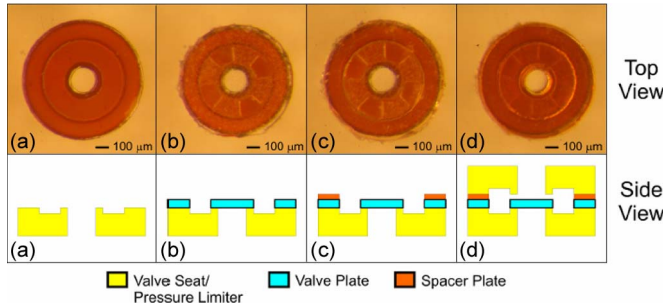 (a) 100 μm (b) 100 μm (c) 100 μm (d) 100 μm
Top
View
(a) (b) (c) (d)
Side
View
Valve Seat/
Pressure Limiter
Valve Plate
Spacer Plate